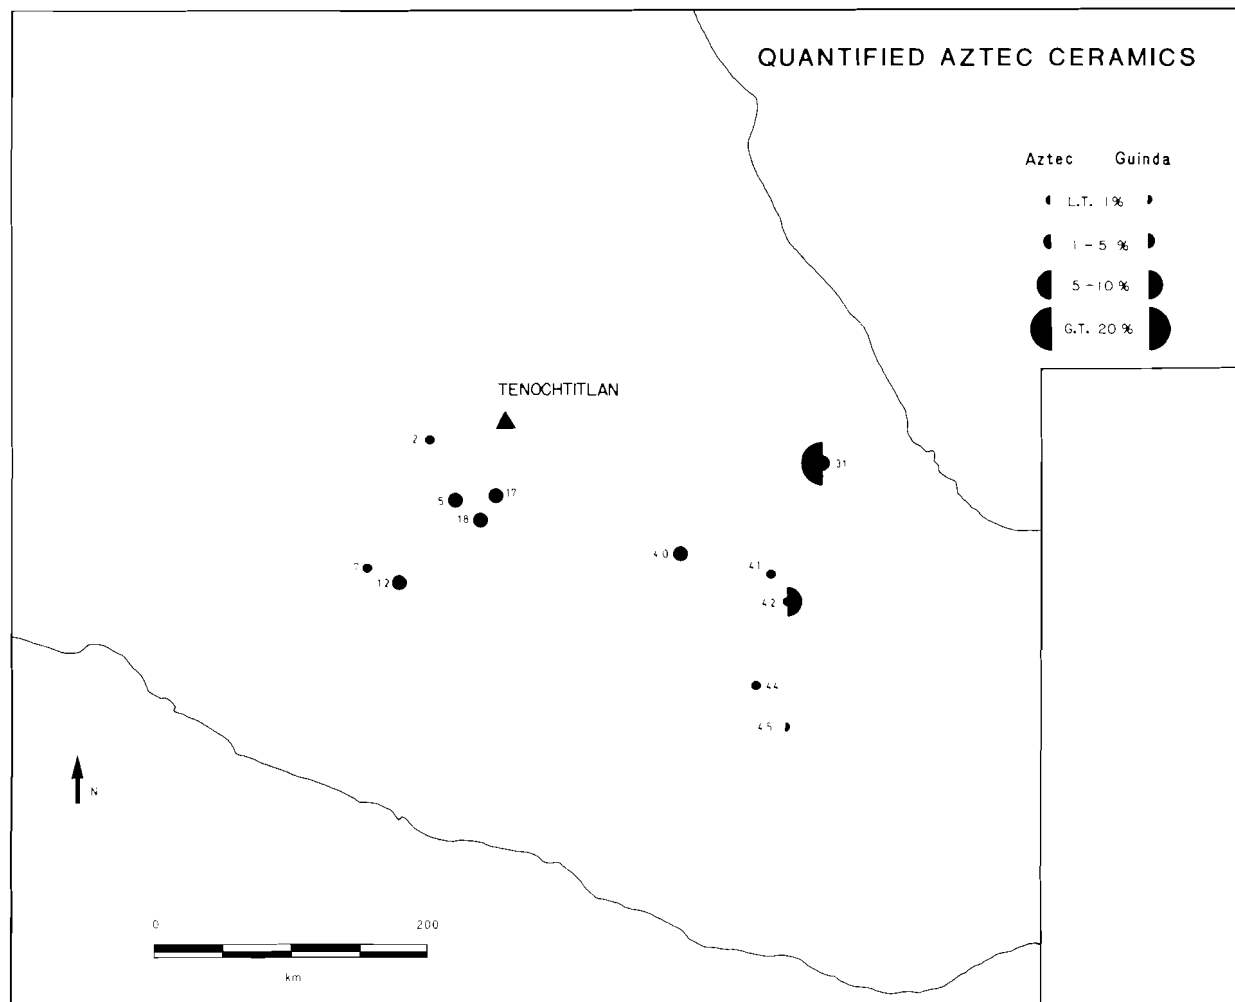 QUANTIFIED AZTEC CERAMICS
Aztec Guinda
L.T. 1%
1-5 %
5-10 %
G.T. 20 %
TENOCHTITLAN
2
31
17
5
18
40
41
7
12
42
44
45
N
0 200
km